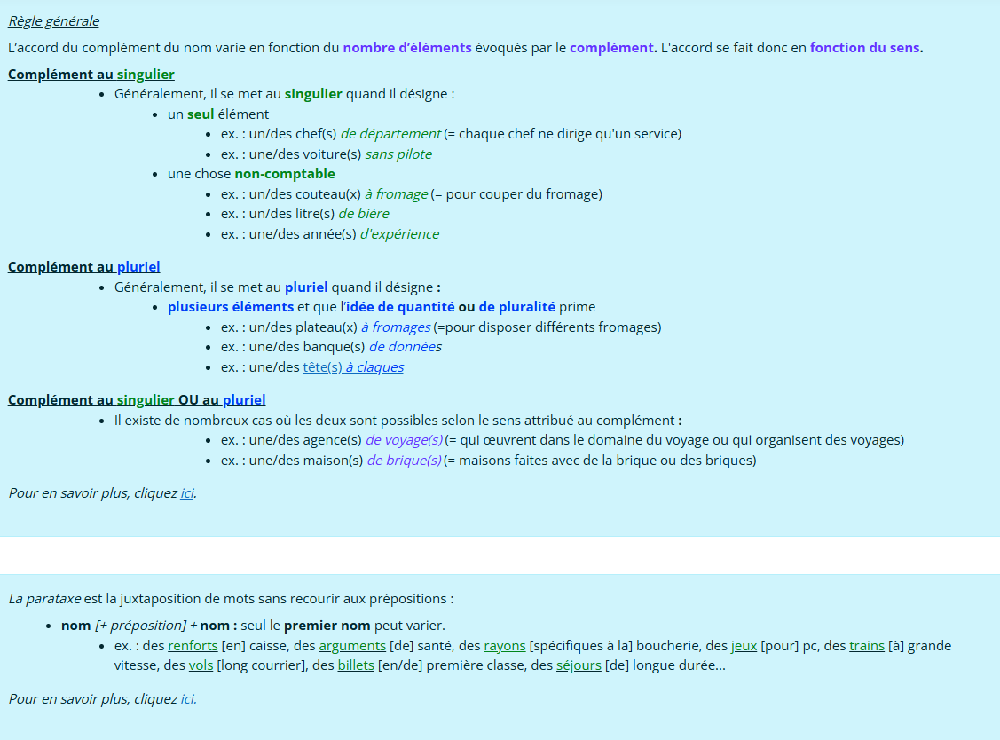 Règle générale
L’accord du complément du nom varie en fonction du nombre d’éléments évoqués par le complément. L'accord se fait donc en fonction du sens.
Complément au singulier
• Généralement, il se met au singulier quand il désigne :
• un seul élément
• ex. : un/des chef(s) de département (= chaque chef ne dirige qu'un service)
• ex. : une/des voiture(s) sans pilote
• une chose non-comptable
• ex. : un/des couteau(x) à fromage (= pour couper du fromage)
• ex. : un/des litre(s) de bière
• ex. : une/des année(s) d'expérience
Complément au pluriel
• Généralement, il se met au pluriel quand il désigne :
• plusieurs éléments et que l’idée de quantité ou de pluralité prime
• ex. : un/des plateau(x) à fromages (=pour disposer différents fromages)
• ex. : une/des banque(s) de données
• ex. : une/des tête(s) à claques
Complément au singulier OU au pluriel
• Il existe de nombreux cas où les deux sont possibles selon le sens attribué au complément :
• ex. : une/des agence(s) de voyage(s) (= qui œuvrent dans le domaine du voyage ou qui organisent des voyages)
• ex. : une/des maison(s) de brique(s) (= maisons faites avec de la brique ou des briques)
Pour en savoir plus, cliquez ici.
La parataxe est la juxtaposition de mots sans recourir aux prépositions :
• nom [+ préposition] + nom : seul le premier nom peut varier.
• ex. : des renforts [en] caisse, des arguments [de] santé, des rayons [spécifiques à la] boucherie, des jeux [pour] pc, des trains [à] grande
vitesse, des vols [long courrier], des billets [en/de] première classe, des séjours [de] longue durée...
Pour en savoir plus, cliquez ici.